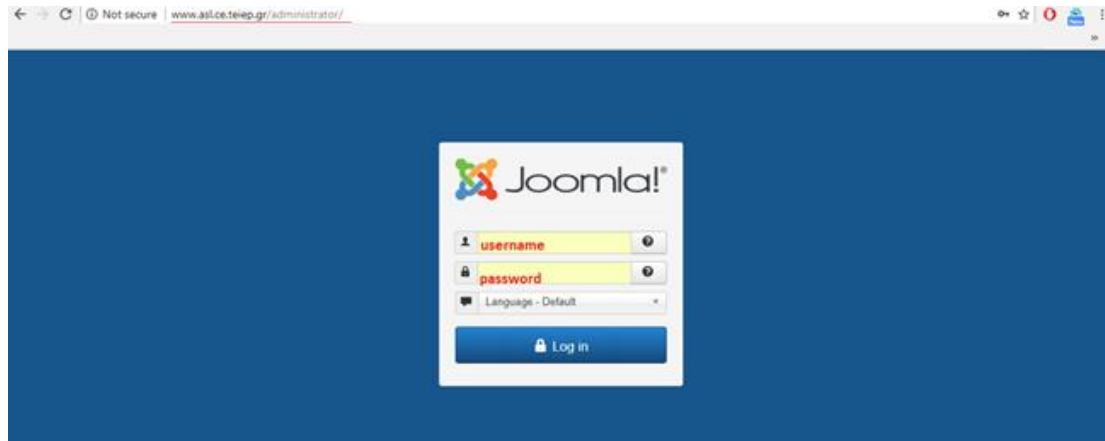 Not secure www.asl.ce.teiep.gr/administrator/
Joomla!®
username
password
Language - Default
Log in